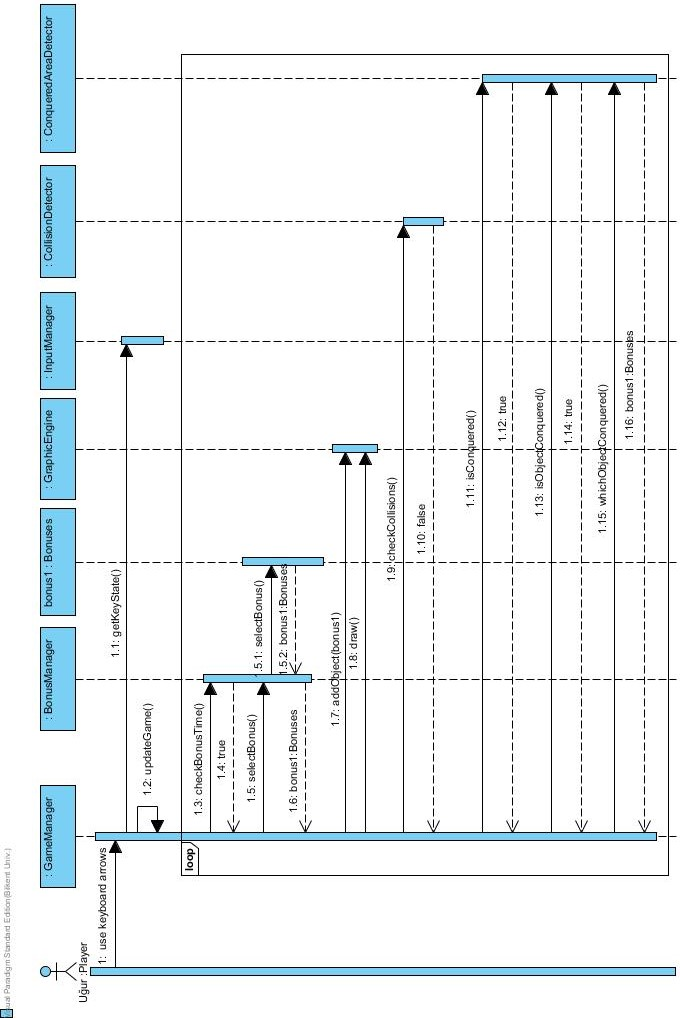 sual Paradigm Standard Edition(Bilkent Univ.)
Uğur :Player
: GameManager
: BonusManager
bonus1 : Bonuses
: GraphicEngine
: InputManager
: CollisionDetector
: ConqueredAreaDetector
1: use keyboard arrows
1.1: getKeyState()
1.2: updateGame()
loop
1.3: checkBonusTime()
1.4: true
1.5: selectBonus()
1.5.1: selectBonus()
1.5.2: bonus1:Bonuses
1.6: bonus1:Bonuses
1.7: addObject(bonus1)
1.8: draw()
1.9: checkCollisions()
1.10: false
1.11: isConquered()
1.12: true
1.13: isObjectConquered()
1.14: true
1.15: whichObjectConquered()
1.16: bonus1:Bonuses